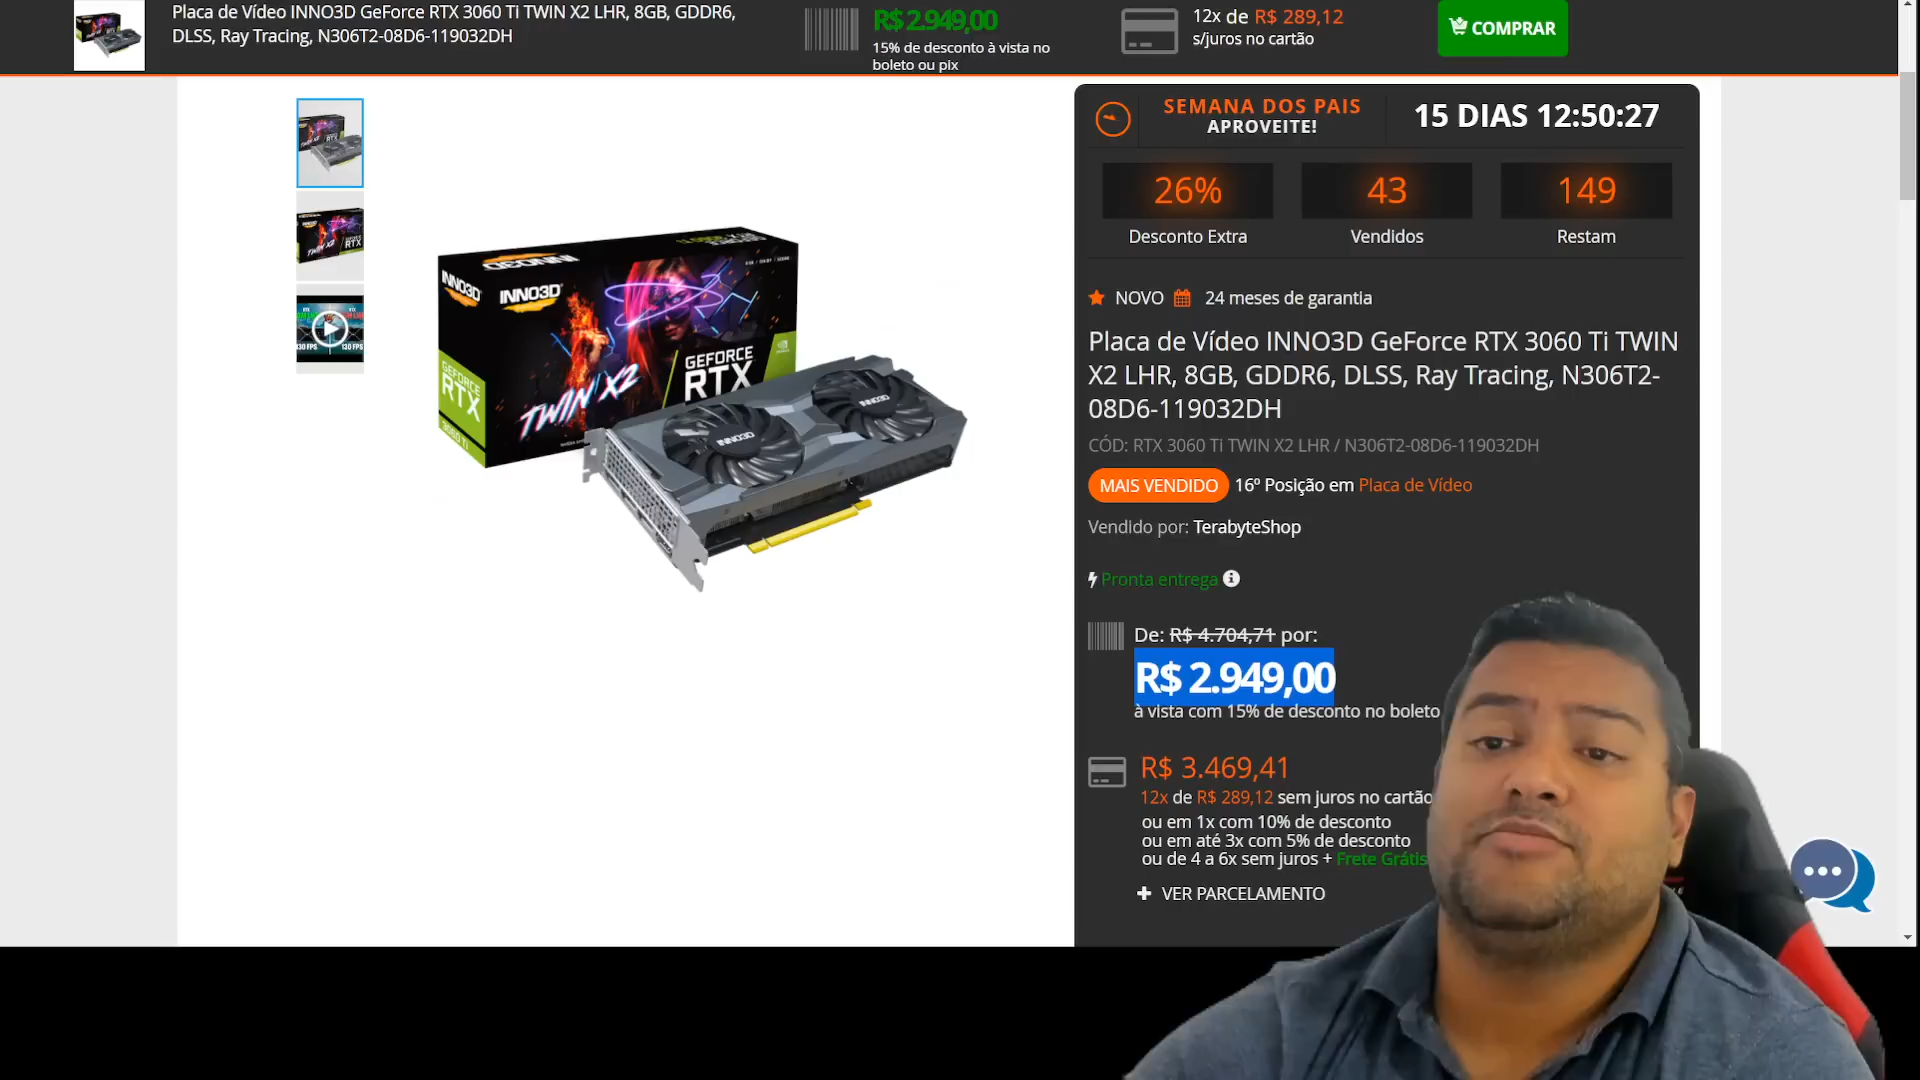 Placa de Vídeo INNO3D GeForce RTX 3060 Ti TWIN X2 LHR, 8GB, GDDR6,
DLSS, Ray Tracing, N306T2-08D6-119032DH
R$ 2.949,00
15% de desconto à vista no
boleto ou pix
12x de R$ 289,12
s/juros no cartão
COMPRAR
SEMANA DOS PAIS
APROVEITE!
15 DIAS 12:50:27
26%
43
149
Desconto Extra
Vendidos
Restam
NOVO
24 meses de garantia
Placa de Vídeo INNO3D GeForce RTX 3060 Ti TWIN
X2 LHR, 8GB, GDDR6, DLSS, Ray Tracing, N306T2-
08D6-119032DH
CÓD: RTX 3060 Ti TWIN X2 LHR / N306T2-08D6-119032DH
MAIS VENDIDO
16º Posição em Placa de Vídeo
Vendido por: TerabyteShop
Pronta entrega
De: R$ 4.704,71 por:
R$ 2.949,00
à vista com 15% de desconto no boleto
R$ 3.469,41
12x de R$ 289,12 sem juros no cartão
ou em 1x com 10% de desconto
ou em até 3x com 5% de desconto
ou de 4 a 6x sem juros + Frete Grátis
+ VER PARCELAMENTO
INNO3D
INNO3D
INNO3D
GEFORCE
RTX
TWIN X2
GEFORCE
RTX
3060 Ti
INNO3D
INNO3D